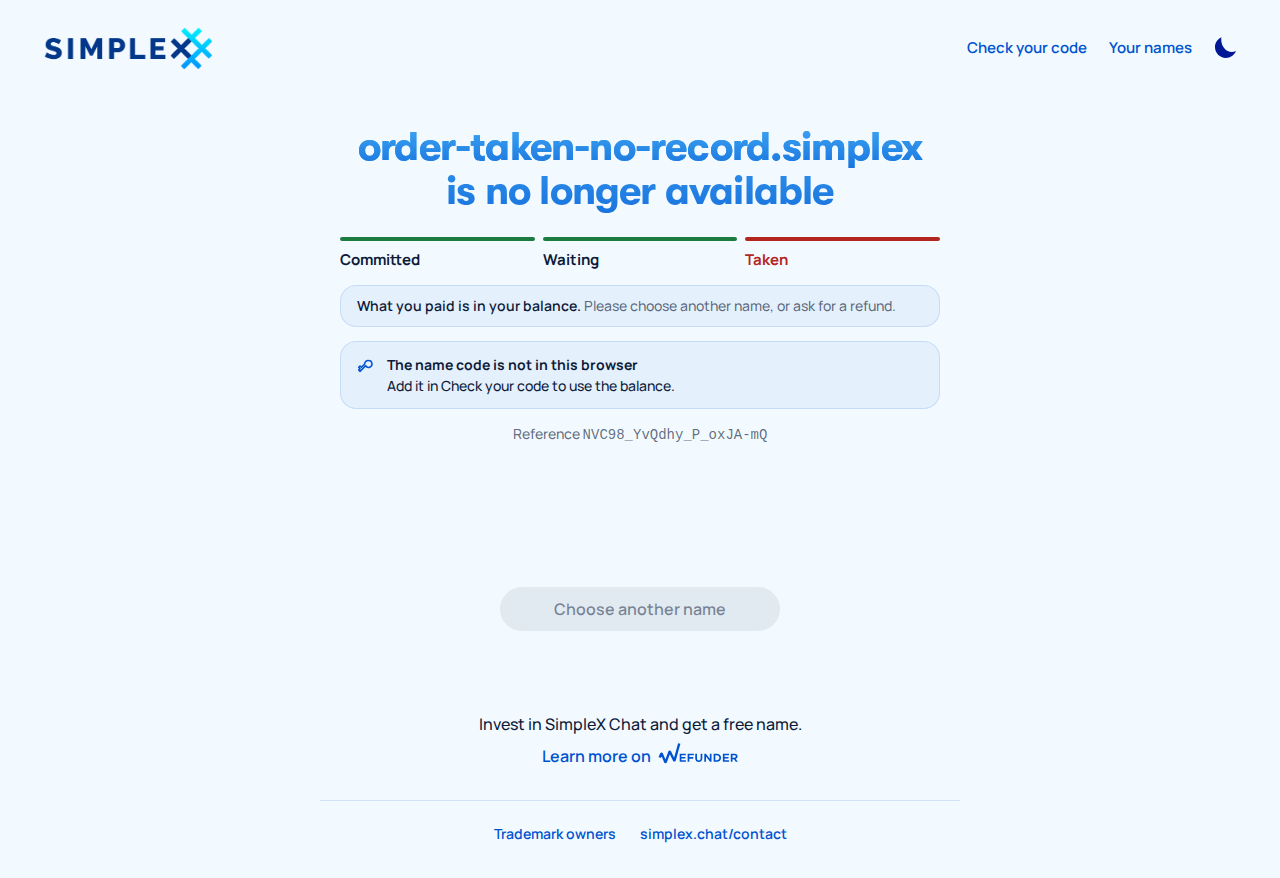 SIMPLEX
Check your code
Your names
order-taken-no-record.simplex
is no longer available
Committed
Waiting
Taken
What you paid is in your balance. Please choose another name, or ask for a refund.
The name code is not in this browser
Add it in Check your code to use the balance.
Reference NVC98_YvQdhy_P_oxJA-mQ
Choose another name
Invest in SimpleX Chat and get a free name.
Learn more on WEFUNDER
Trademark owners
simplex.chat/contact